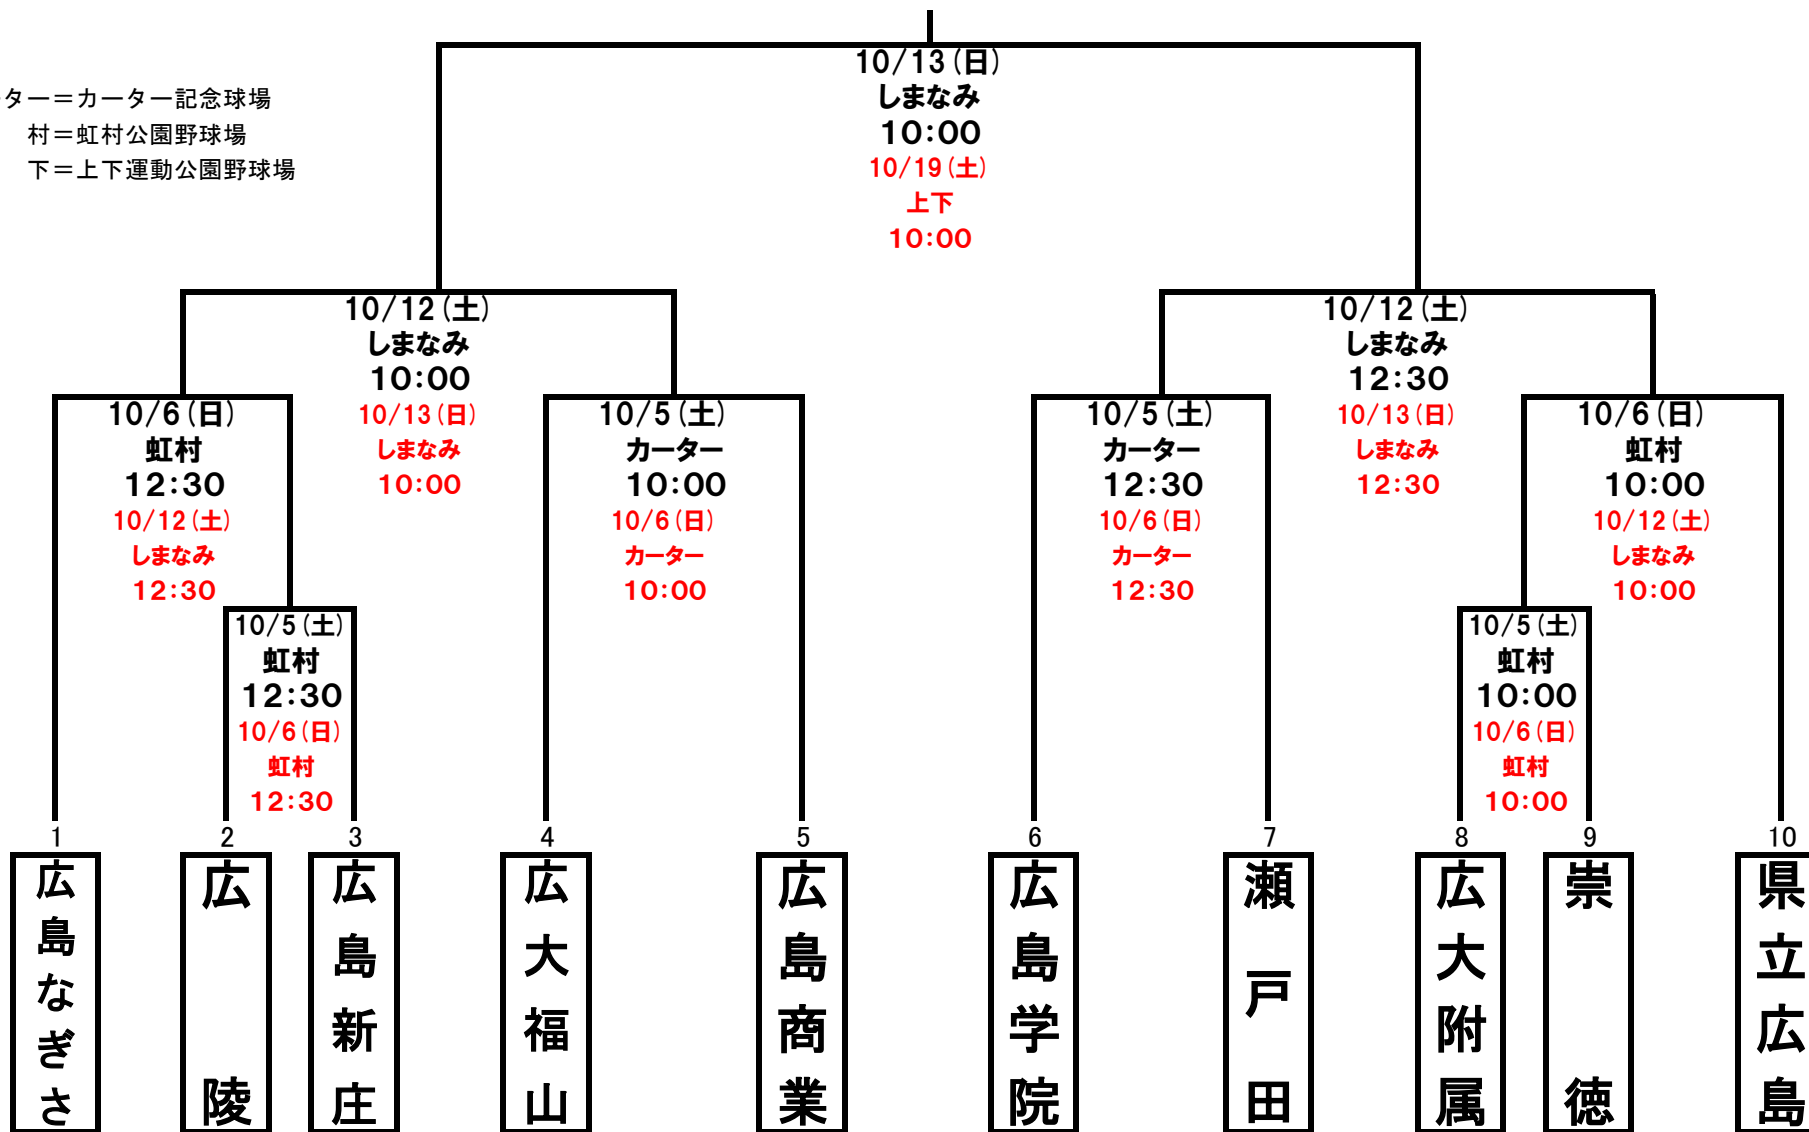 10/13(日)
しまなみ
10:00
10/19(土)
上下
10:00
ター＝カーター記念球場
村＝虹村公園野球場
下＝上下運動公園野球場
10/12(土)
しまなみ
10:00
10/13(日)
しまなみ
10:00
10/12(土)
しまなみ
12:30
10/13(日)
しまなみ
12:30
10/6(日)
虹村
12:30
10/12(土)
しまなみ
12:30
10/5(土)
カーター
10:00
10/6(日)
カーター
10:00
10/5(土)
カーター
12:30
10/6(日)
カーター
12:30
10/6(日)
虹村
10:00
10/12(土)
しまなみ
10:00
10/5(土)
虹村
12:30
10/6(日)
虹村
12:30
10/5(土)
虹村
10:00
10/6(日)
虹村
10:00
1
広島なぎさ
2
広陵
3
広島新庄
4
広大福山
5
広島商業
6
広島学院
7
瀬戸田
8
広大附属
9
崇徳
10
県立広島